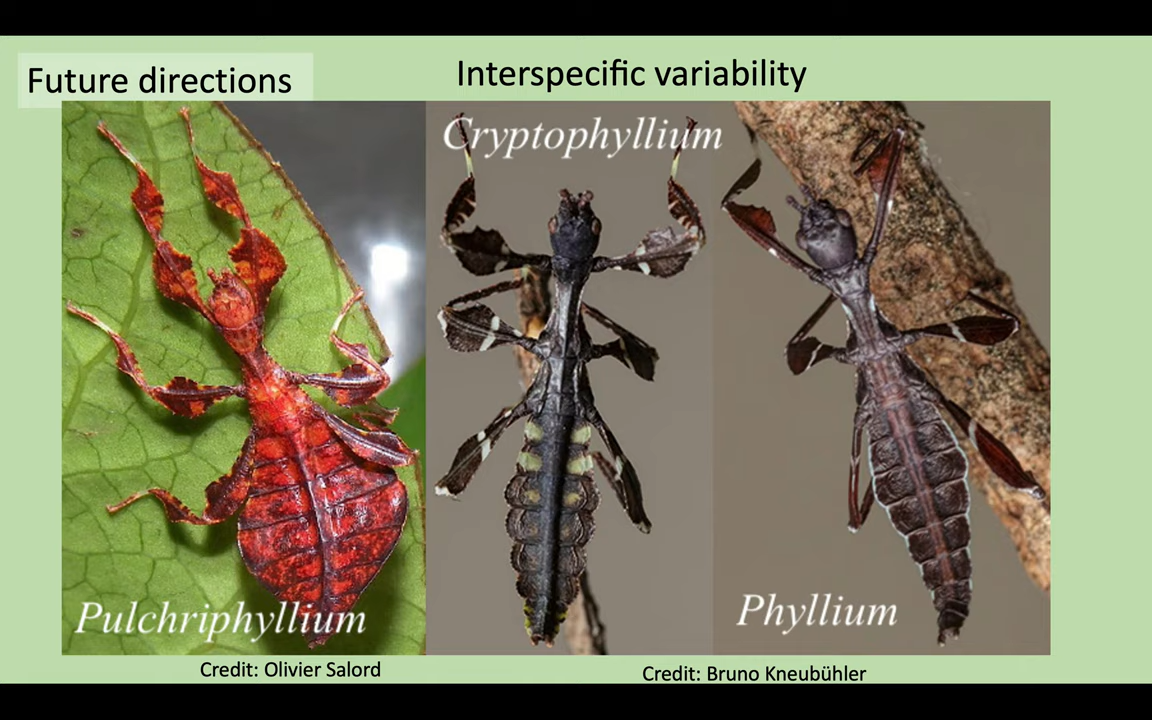 Future directions
Interspecific variability
Cryptophyllium
Pulchriphyllium
Phyllium
Credit: Olivier Salord
Credit: Bruno Kneubühler